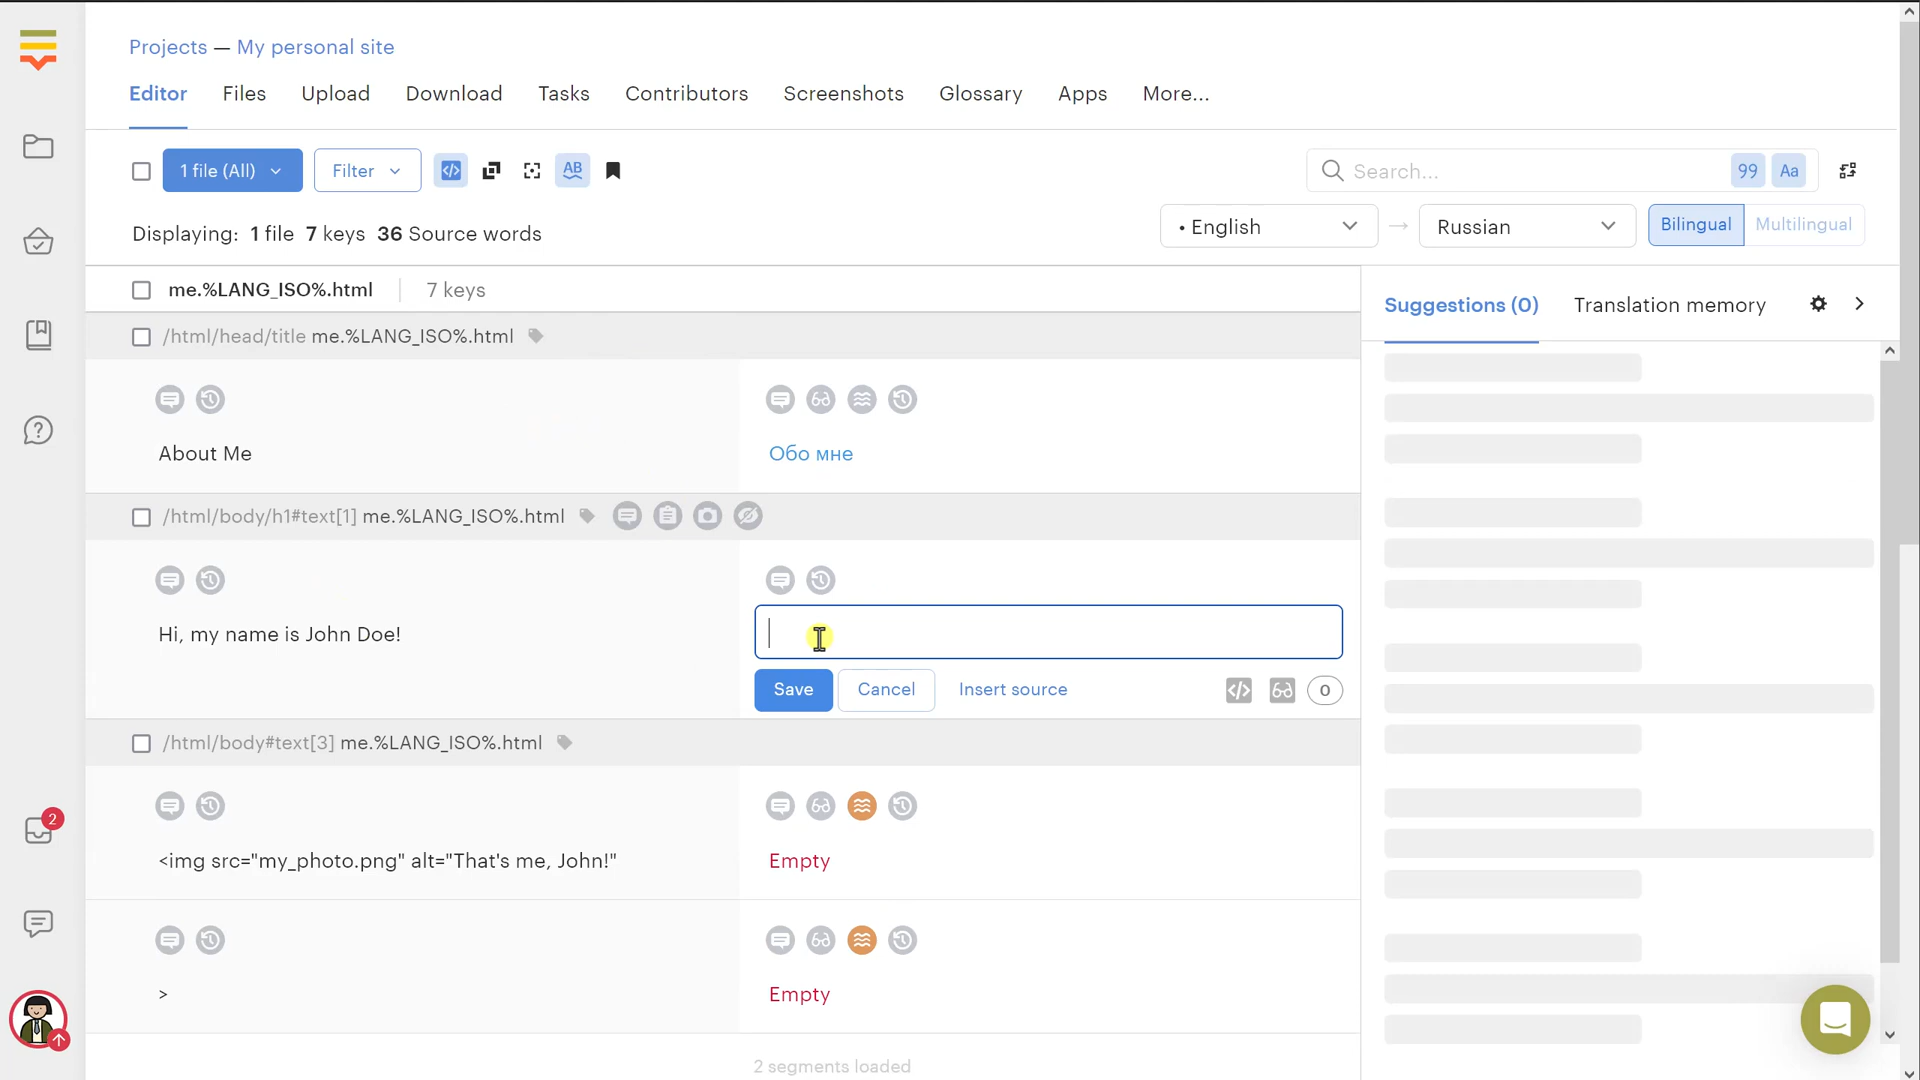 Projects — My personal site
Editor Files Upload Download Tasks Contributors Screenshots Glossary Apps More...
1 file (All) Filter AB Search... 99 Aa
Displaying: 1 file 7 keys 36 Source words • English → Russian Bilingual Multilingual
me.%LANG_ISO%.html 7 keys
Suggestions (0) Translation memory
/html/head/title me.%LANG_ISO%.html
About Me Обо мне
/html/body/h1#text[1] me.%LANG_ISO%.html
Hi, my name is John Doe!
Save Cancel Insert source </> 0
/html/body#text[3] me.%LANG_ISO%.html
2
<img src="my_photo.png" alt="That's me, John!" Empty
> Empty
2 segments loaded